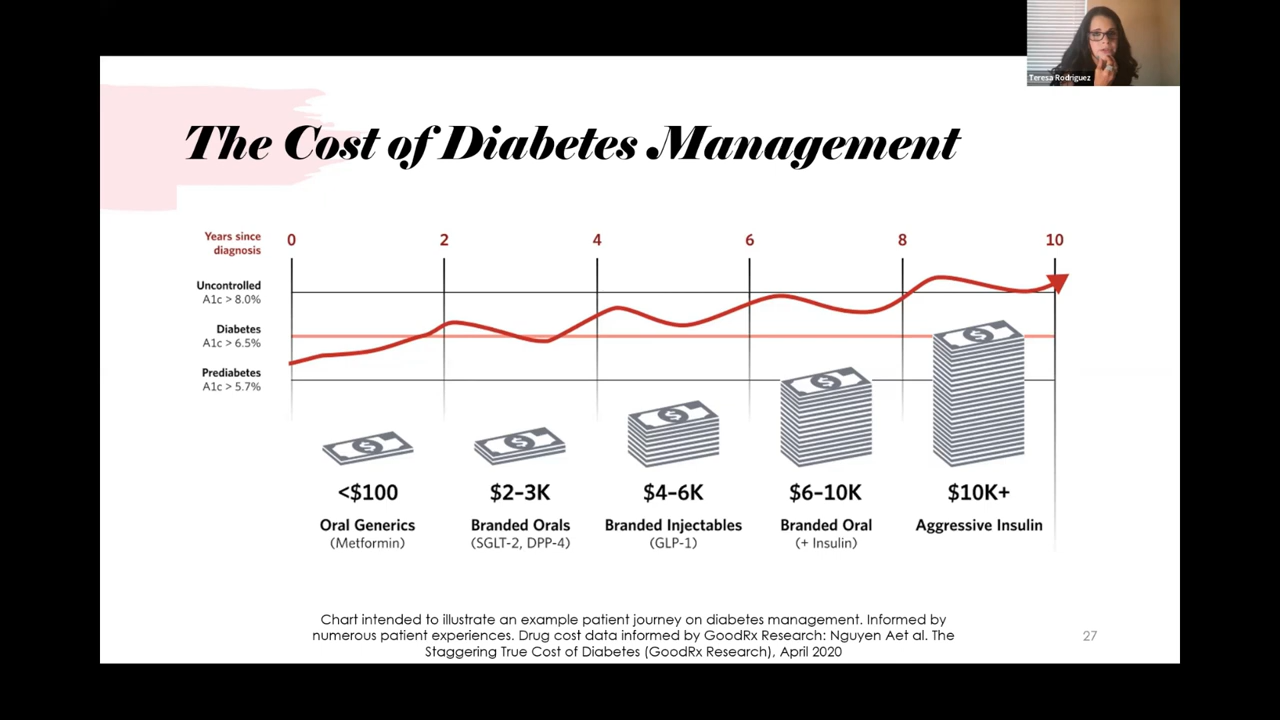 Teresa Rodriguez
The Cost of Diabetes Management
Years since
diagnosis
0 2 4 6 8 10
Uncontrolled
A1c > 8.0%
Diabetes
A1c > 6.5%
Prediabetes
A1c > 5.7%
<$100 $2–3K $4–6K $6–10K $10K+
Oral Generics Branded Orals Branded Injectables Branded Oral Aggressive Insulin
(Metformin) (SGLT-2, DPP-4) (GLP-1) (+ Insulin)
Chart intended to illustrate an example patient journey on diabetes management. Informed by
numerous patient experiences. Drug cost data informed by GoodRx Research: Nguyen Aet al. The
Staggering True Cost of Diabetes (GoodRx Research), April 2020
27